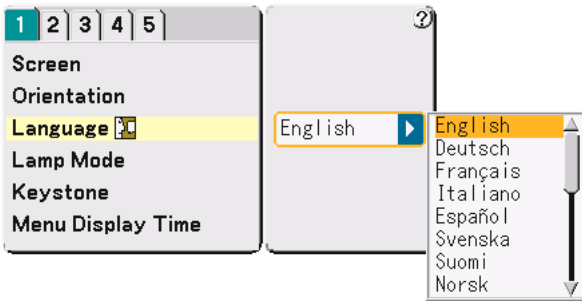 1 2 3 4 5
?
Screen
Orientation
Language
Lamp Mode
Keystone
Menu Display Time
English
English
Deutsch
Français
Italiano
Español
Svenska
Suomi
Norsk